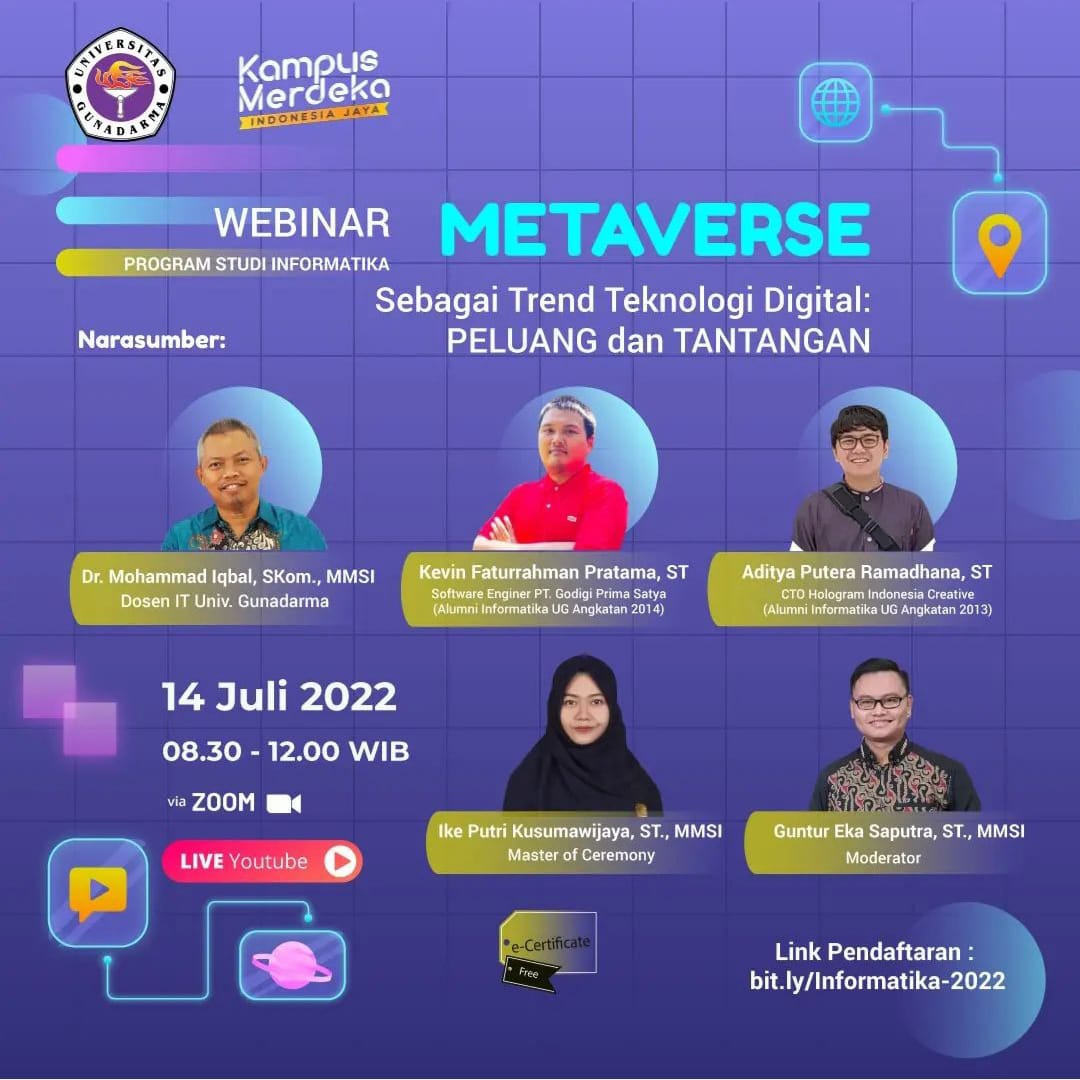 UNIVERSITAS GUNADARMA
Kampus
Merdeka
INDONESIA JAYA
WEBINAR
PROGRAM STUDI INFORMATIKA
METAVERSE
Sebagai Trend Teknologi Digital:
PELUANG dan TANTANGAN
Narasumber:
Dr. Mohammad Iqbal, SKom., MMSI
Dosen IT Univ. Gunadarma
Kevin Faturrahman Pratama, ST
Software Enginer PT. Godigi Prima Satya
(Alumni Informatika UG Angkatan 2014)
Aditya Putera Ramadhana, ST
CTO Hologram Indonesia Creative
(Alumni Informatika UG Angkatan 2013)
14 Juli 2022
08.30 - 12.00 WIB
via ZOOM
LIVE Youtube
Ike Putri Kusumawijaya, ST., MMSI
Master of Ceremony
Guntur Eka Saputra, ST., MMSI
Moderator
e-Certificate
Free
Link Pendaftaran :
bit.ly/Informatika-2022